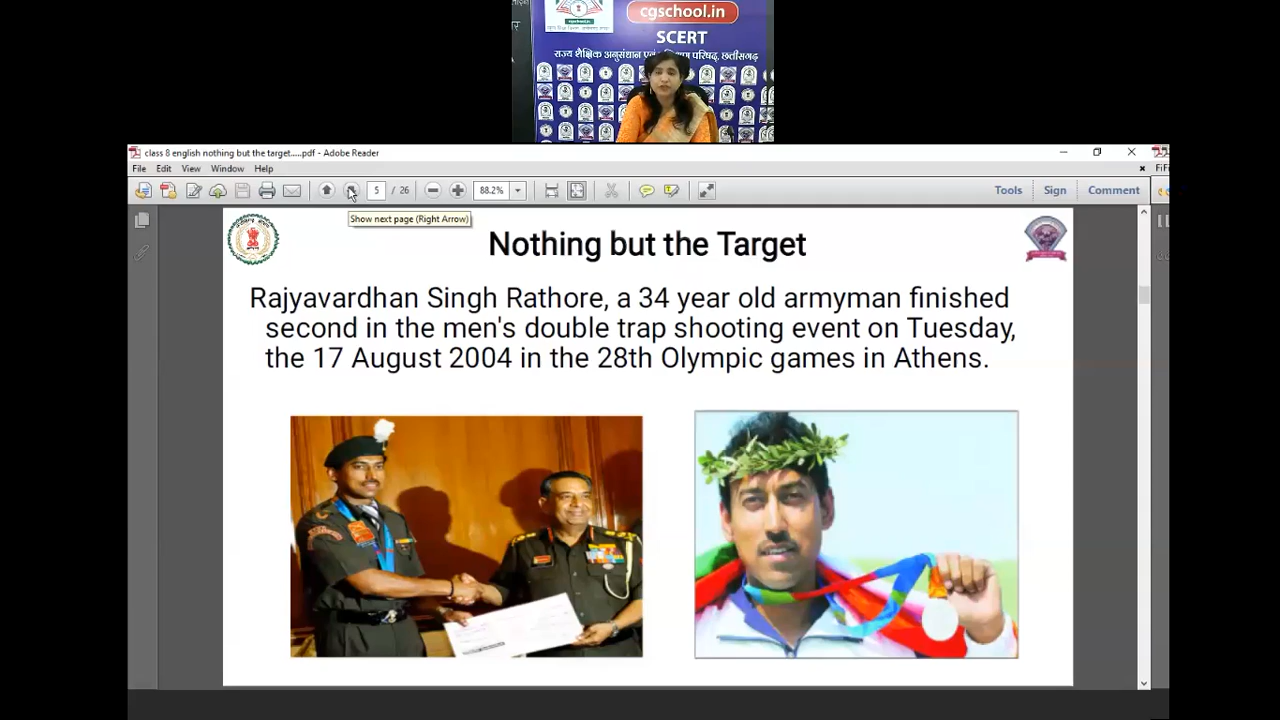 cgschool.in
SCERT
राज्य शैक्षिक अनुसंधान एवं प्रशिक्षण परिषद, छत्तीसगढ़
class 8 english nothing but the target.....pdf - Adobe Reader
File Edit View Window Help
5 / 26 88.2% Tools Sign Comment
Show next page (Right Arrow)
Nothing but the Target
Rajyavardhan Singh Rathore, a 34 year old armyman finished
second in the men's double trap shooting event on Tuesday,
the 17 August 2004 in the 28th Olympic games in Athens.